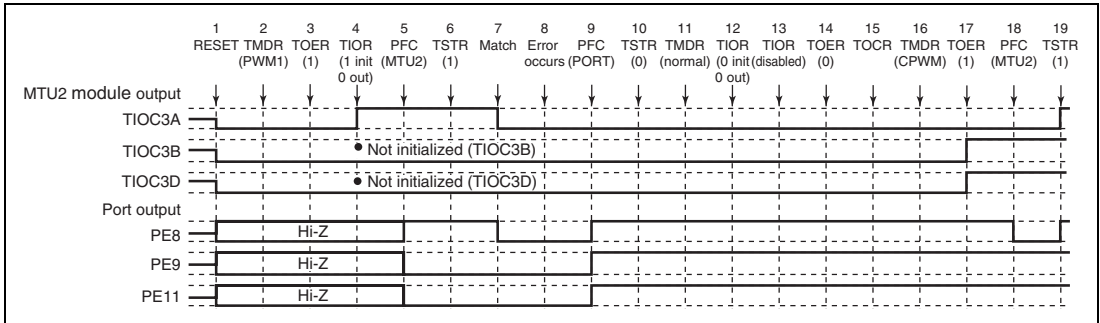 1 2 3 4 5 6 7 8 9 10 11 12 13 14 15 16 17 18 19
RESET TMDR TOER TIOR PFC TSTR Match Error PFC TSTR TMDR TIOR TIOR TOER TOCR TMDR TOER PFC TSTR
(PWM1) (1) (1 init (MTU2) (1) occurs (PORT) (0) (normal) (0 init (disabled) (0) (CPWM) (1) (MTU2) (1)
0 out) 0 out)
MTU2 module output
TIOC3A
TIOC3B • Not initialized (TIOC3B)
TIOC3D • Not initialized (TIOC3D)
Port output
PE8 Hi-Z
PE9 Hi-Z
PE11 Hi-Z